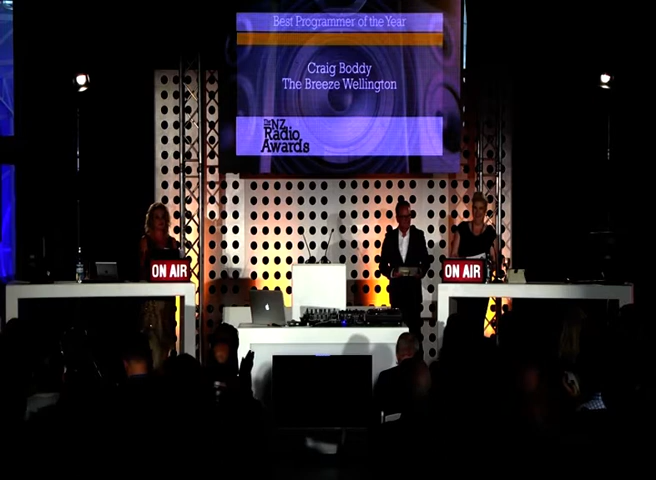 Best Programmer of the Year
Craig Boddy
The Breeze Wellington
The NZ
Radio
Awards
ON AIR
ON AIR